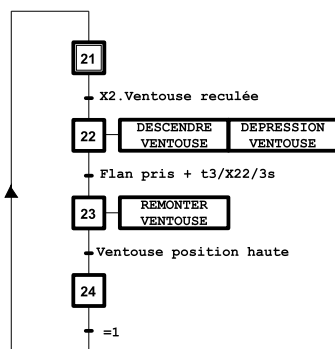 21
X2.Ventouse reculée
22
DESCENDRE VENTOUSE
DEPRESSION VENTOUSE
Flan pris + t3/X22/3s
23
REMONTER VENTOUSE
Ventouse position haute
24
=1